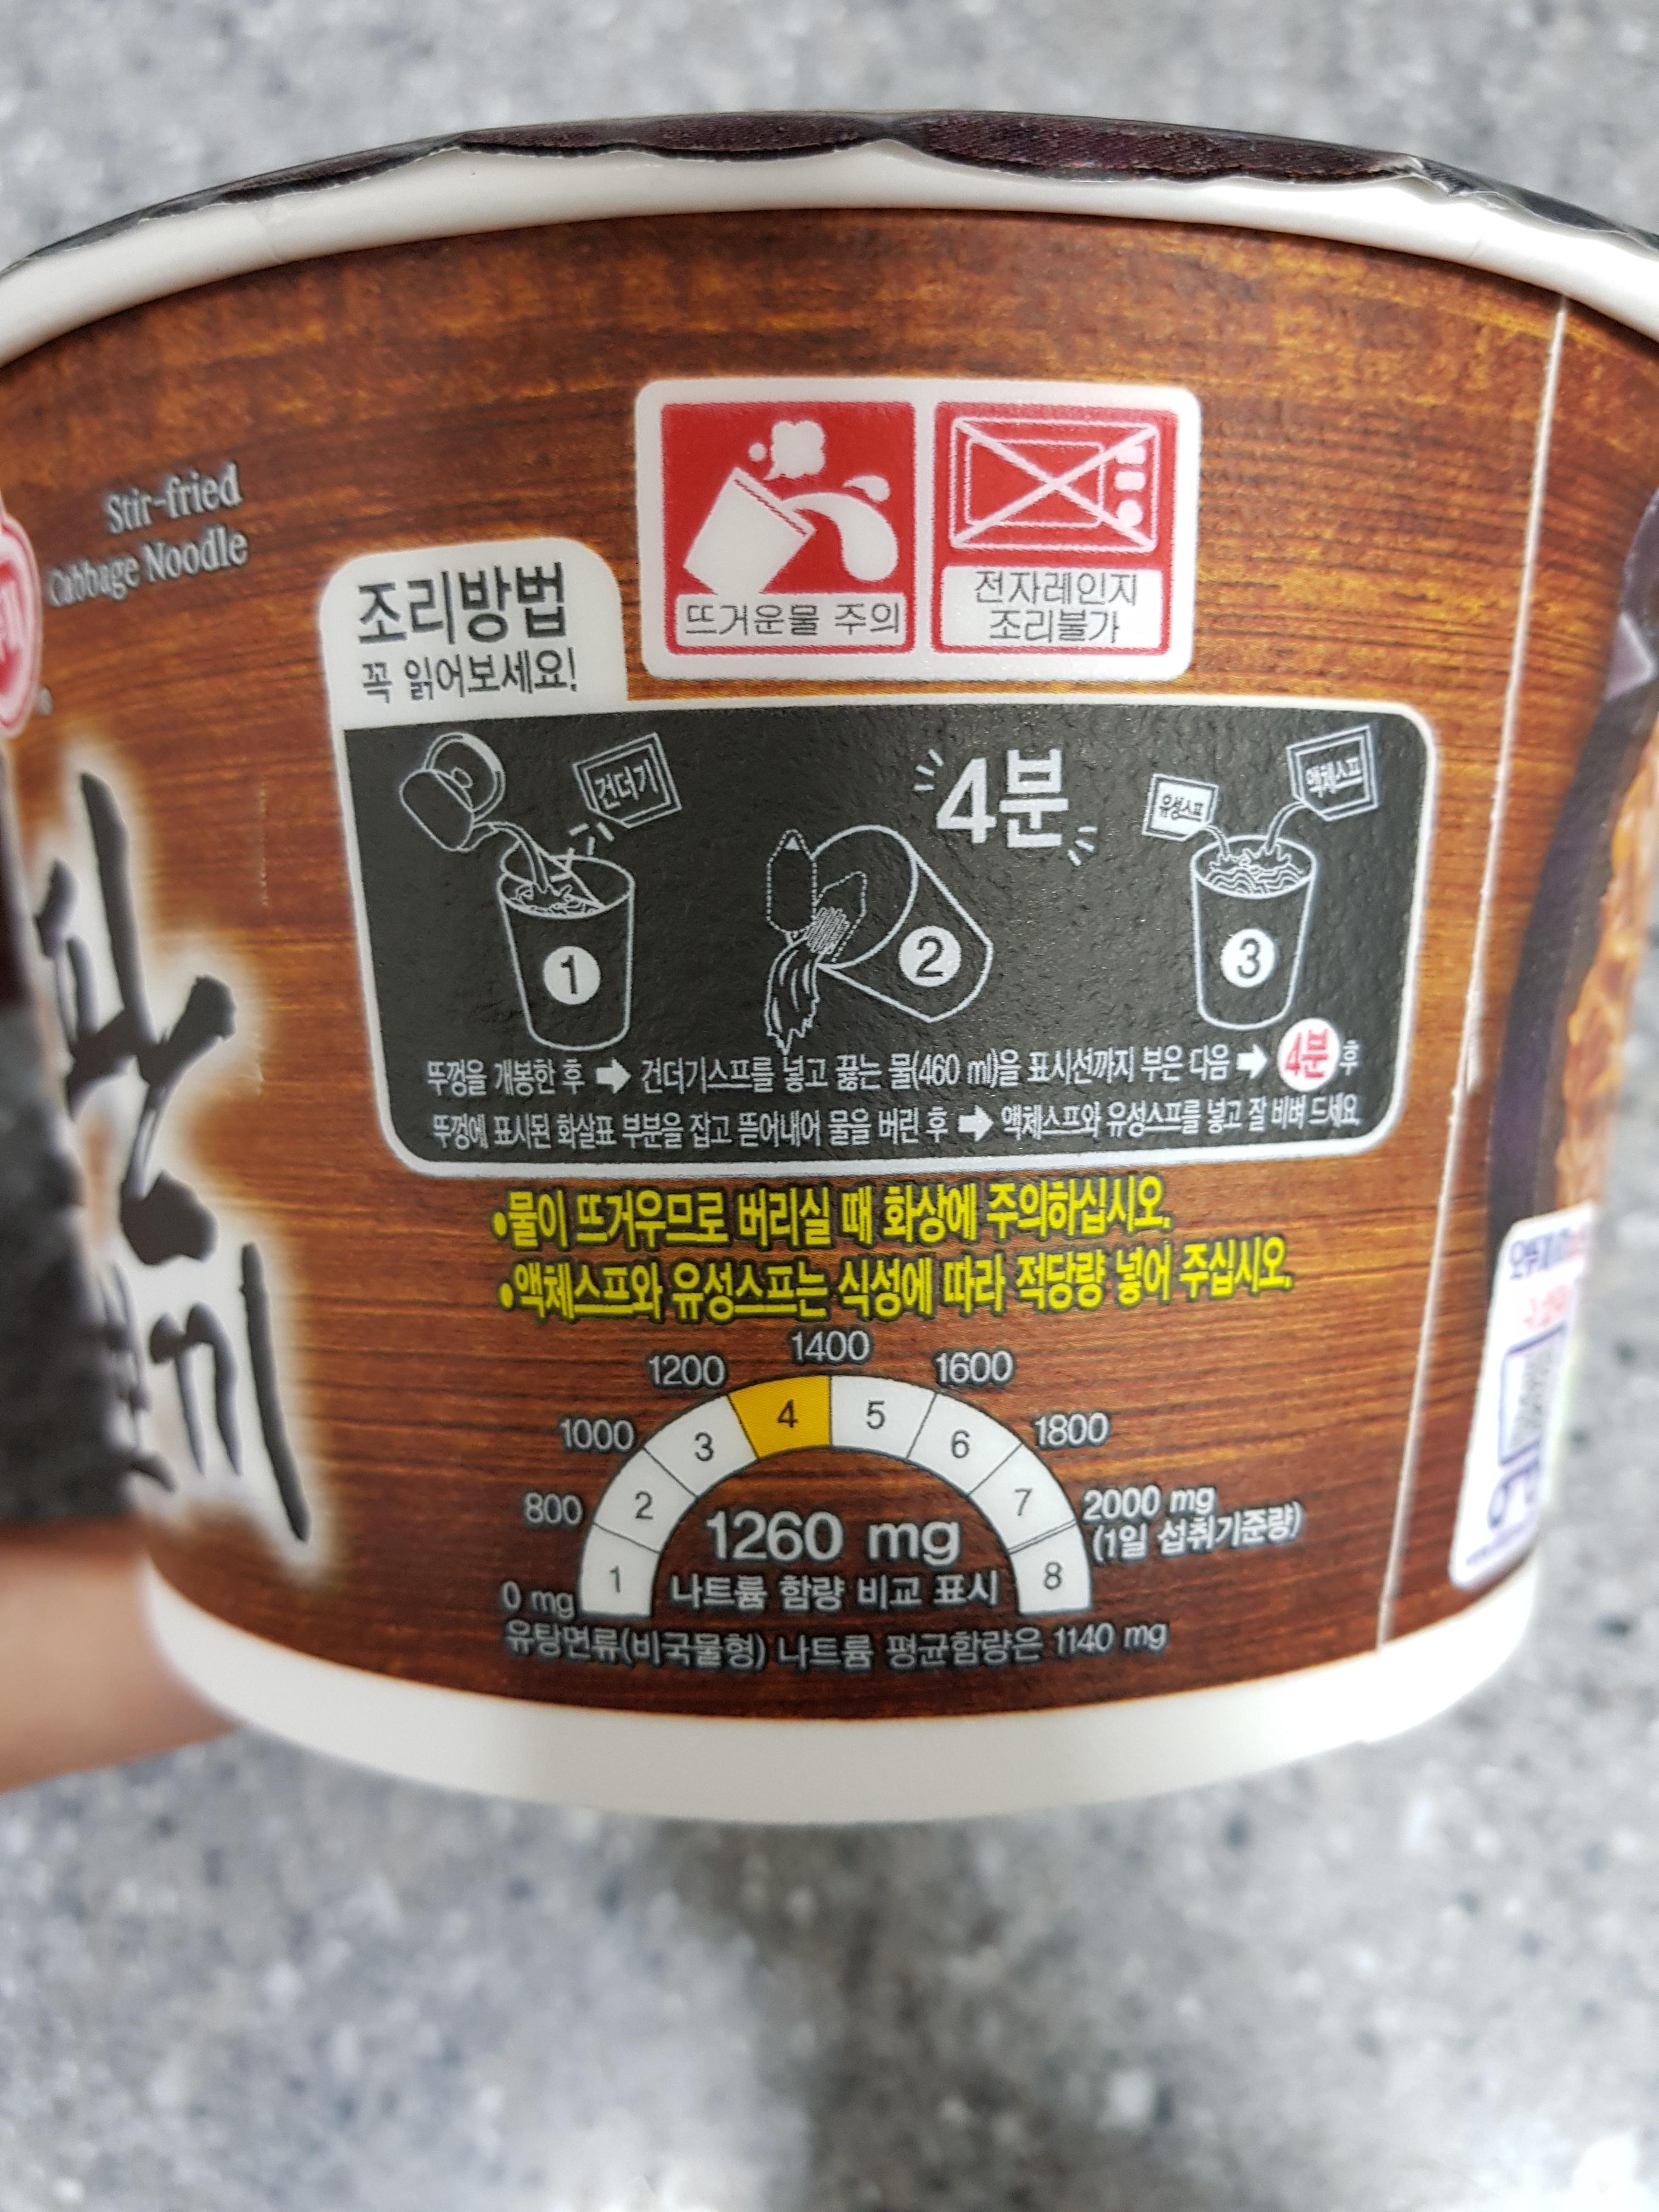 Stir-fried
Cabbage Noodle
뜨거운물 주의
전자레인지
조리불가
조리방법
꼭 읽어보세요!
건더기
4분
유성스프
액체스프
1
2
3
뚜껑을 개봉한 후 ➡ 건더기스프를 넣고 끓는 물(460 ml)을 표시선까지 부은 다음 ➡ 4분 후
뚜껑에 표시된 화살표 부분을 잡고 뜯어내어 물을 버린 후 ➡ 액체스프와 유성스프를 넣고 잘 비벼 드세요
•물이 뜨거우므로 버리실 때 화상에 주의하십시오.
•액체스프와 유성스프는 식성에 따라 적당량 넣어 주십시오.
0 mg
800
1000
1200
1400
1600
1800
2000 mg
(1일 섭취기준량)
1 2 3 4 5 6 7 8
1260 mg
나트륨 함량 비교 표시
유탕면류(비국물형) 나트륨 평균함량은 1140 mg